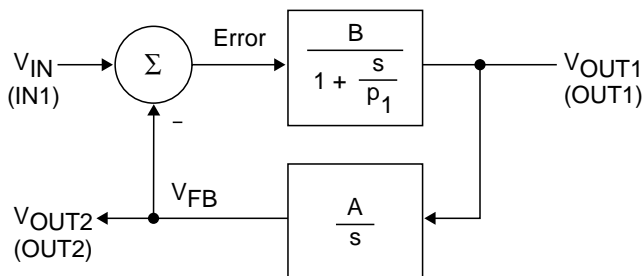 Error
V_IN
(IN1)
Σ
B
1 + s/p_1
V_OUT1
(OUT1)
–
V_FB
A
s
V_OUT2
(OUT2)